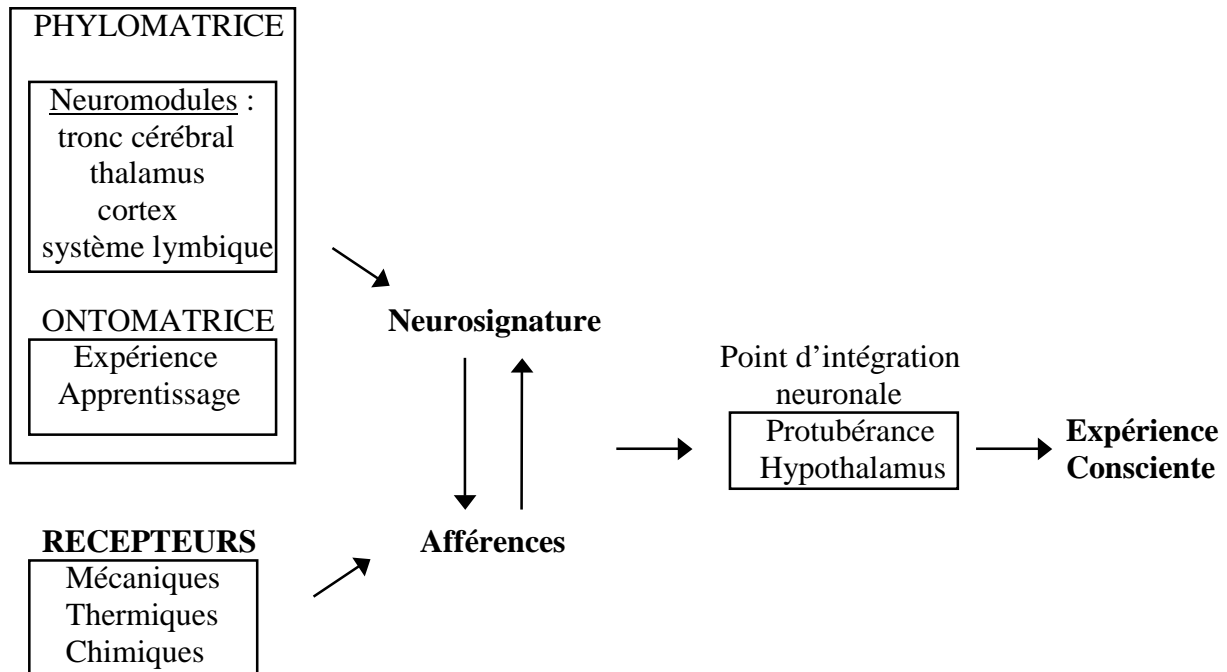 PHYLOMATRICE
Neuromodules :
tronc cérébral
thalamus
cortex
système lymbique
ONTOMATRICE
Expérience
Apprentissage
RECEPTEURS
Mécaniques
Thermiques
Chimiques
Neurosignature
Afférences
Point d’intégration
neuronale
Protubérance
Hypothalamus
Expérience
Consciente